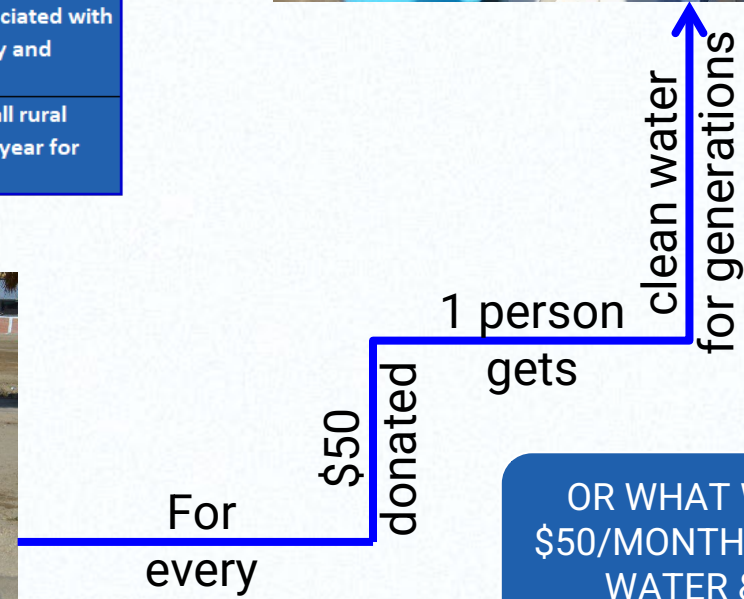 ciated with
y and
all rural
year for
For
every
$50
donated
1 person
gets
clean water
for generations
OR WHAT
$50/MONTH
WATER &